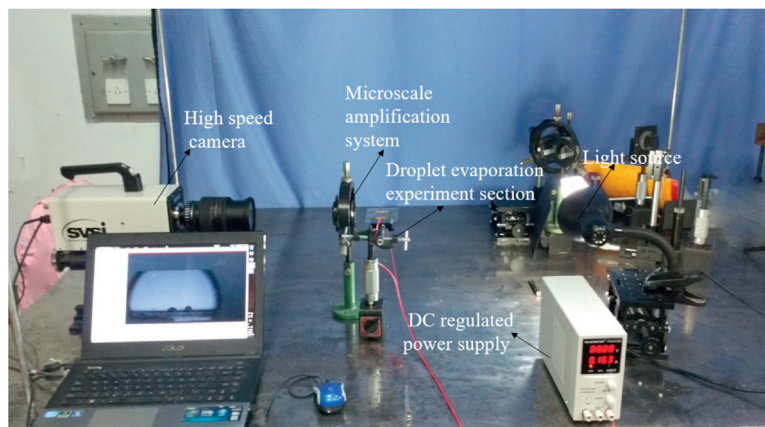 High speed
camera
Microscale
amplification
system
Droplet evaporation
experiment section
Light source
SVSi
ASUS
DC regulated
power supply